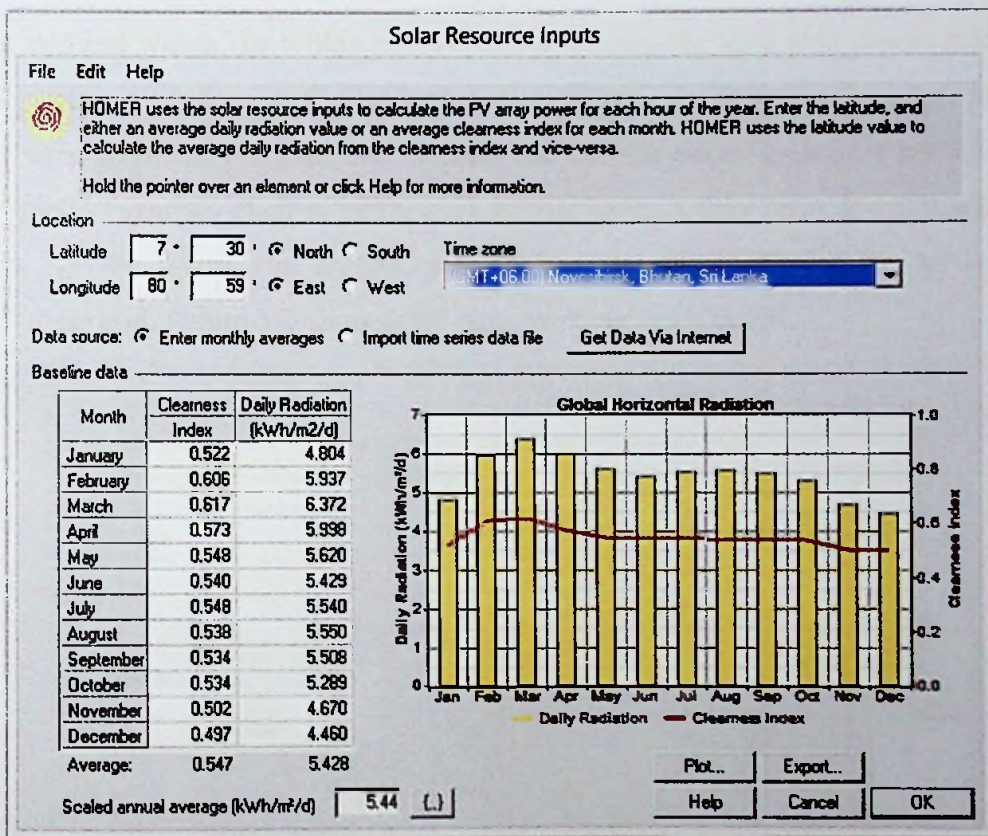 Solar Resource Inputs
File Edit Help
HOMER uses the solar resource inputs to calculate the PV array power for each hour of the year. Enter the latitude, and
either an average daily radiation value or an average clearness index for each month. HOMER uses the latitude value to
calculate the average daily radiation from the clearness index and vice-versa.
Hold the pointer over an element or click Help for more information.
Location
Latitude 7 ° 30 ' North South Time zone
(GMT+06:00) Novosibirsk, Bhutan, Sri Lanka
Longitude 80 ° 59 ' East West
Data source: Enter monthly averages Import time series data file Get Data Via Internet
Baseline data
Month Clearness Index Daily Radiation (kWh/m2/d)
January 0.522 4.804
February 0.606 5.937
March 0.617 6.372
April 0.573 5.998
May 0.548 5.620
June 0.540 5.429
July 0.548 5.540
August 0.538 5.550
September 0.534 5.508
October 0.534 5.289
November 0.502 4.670
December 0.497 4.460
Average: 0.547 5.428
Scaled annual average (kWh/m²/d) 5.44 {..}
Global Horizontal Radiation
Daily Radiation (kWh/m²/d)
7
6
5
4
3
2
1
0
Clearness Index
1.0
0.8
0.6
0.4
0.2
0.0
Jan Feb Mar Apr May Jun Jul Aug Sep Oct Nov Dec
Daily Radiation Clearness Index
Plot... Export...
Help Cancel OK